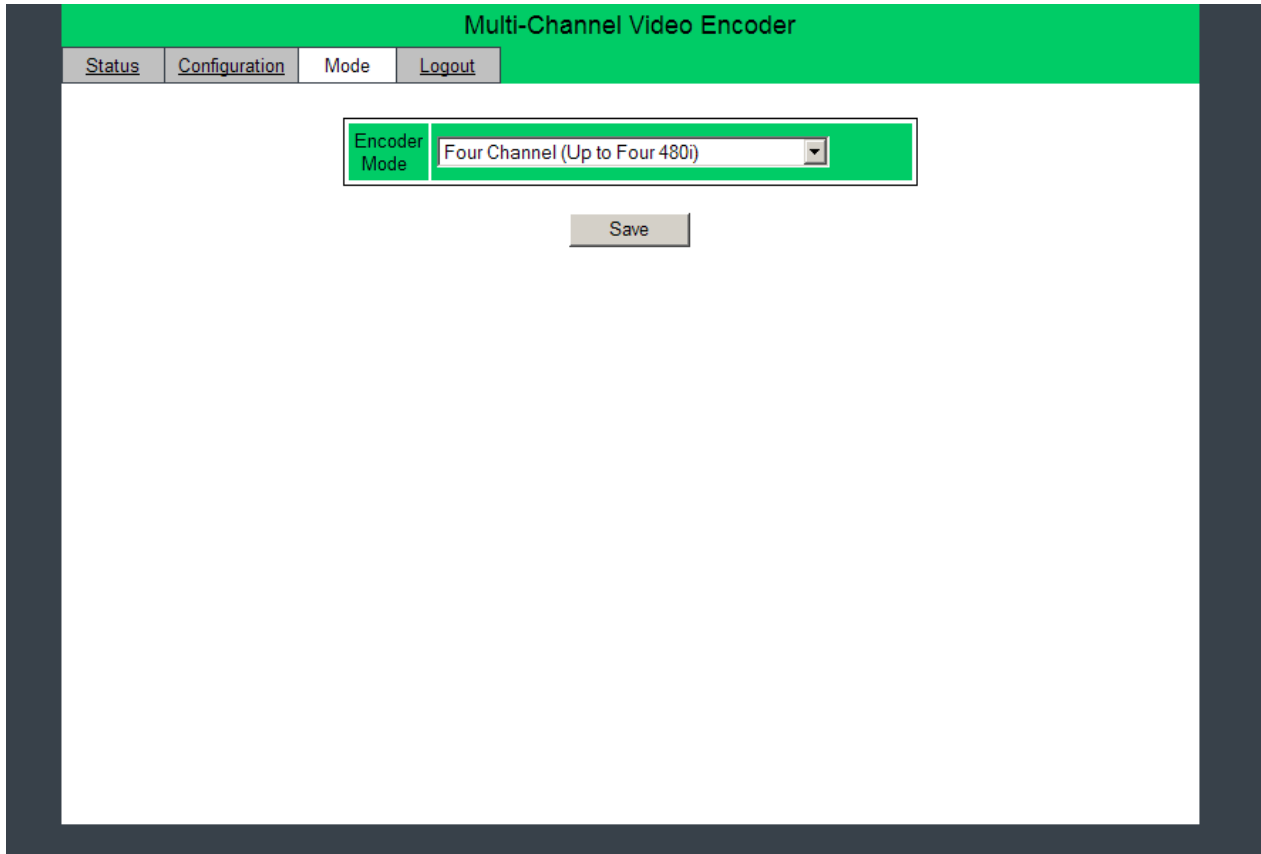 Multi-Channel Video Encoder
Status Configuration Mode Logout
Encoder
Mode
Four Channel (Up to Four 480i)
Save